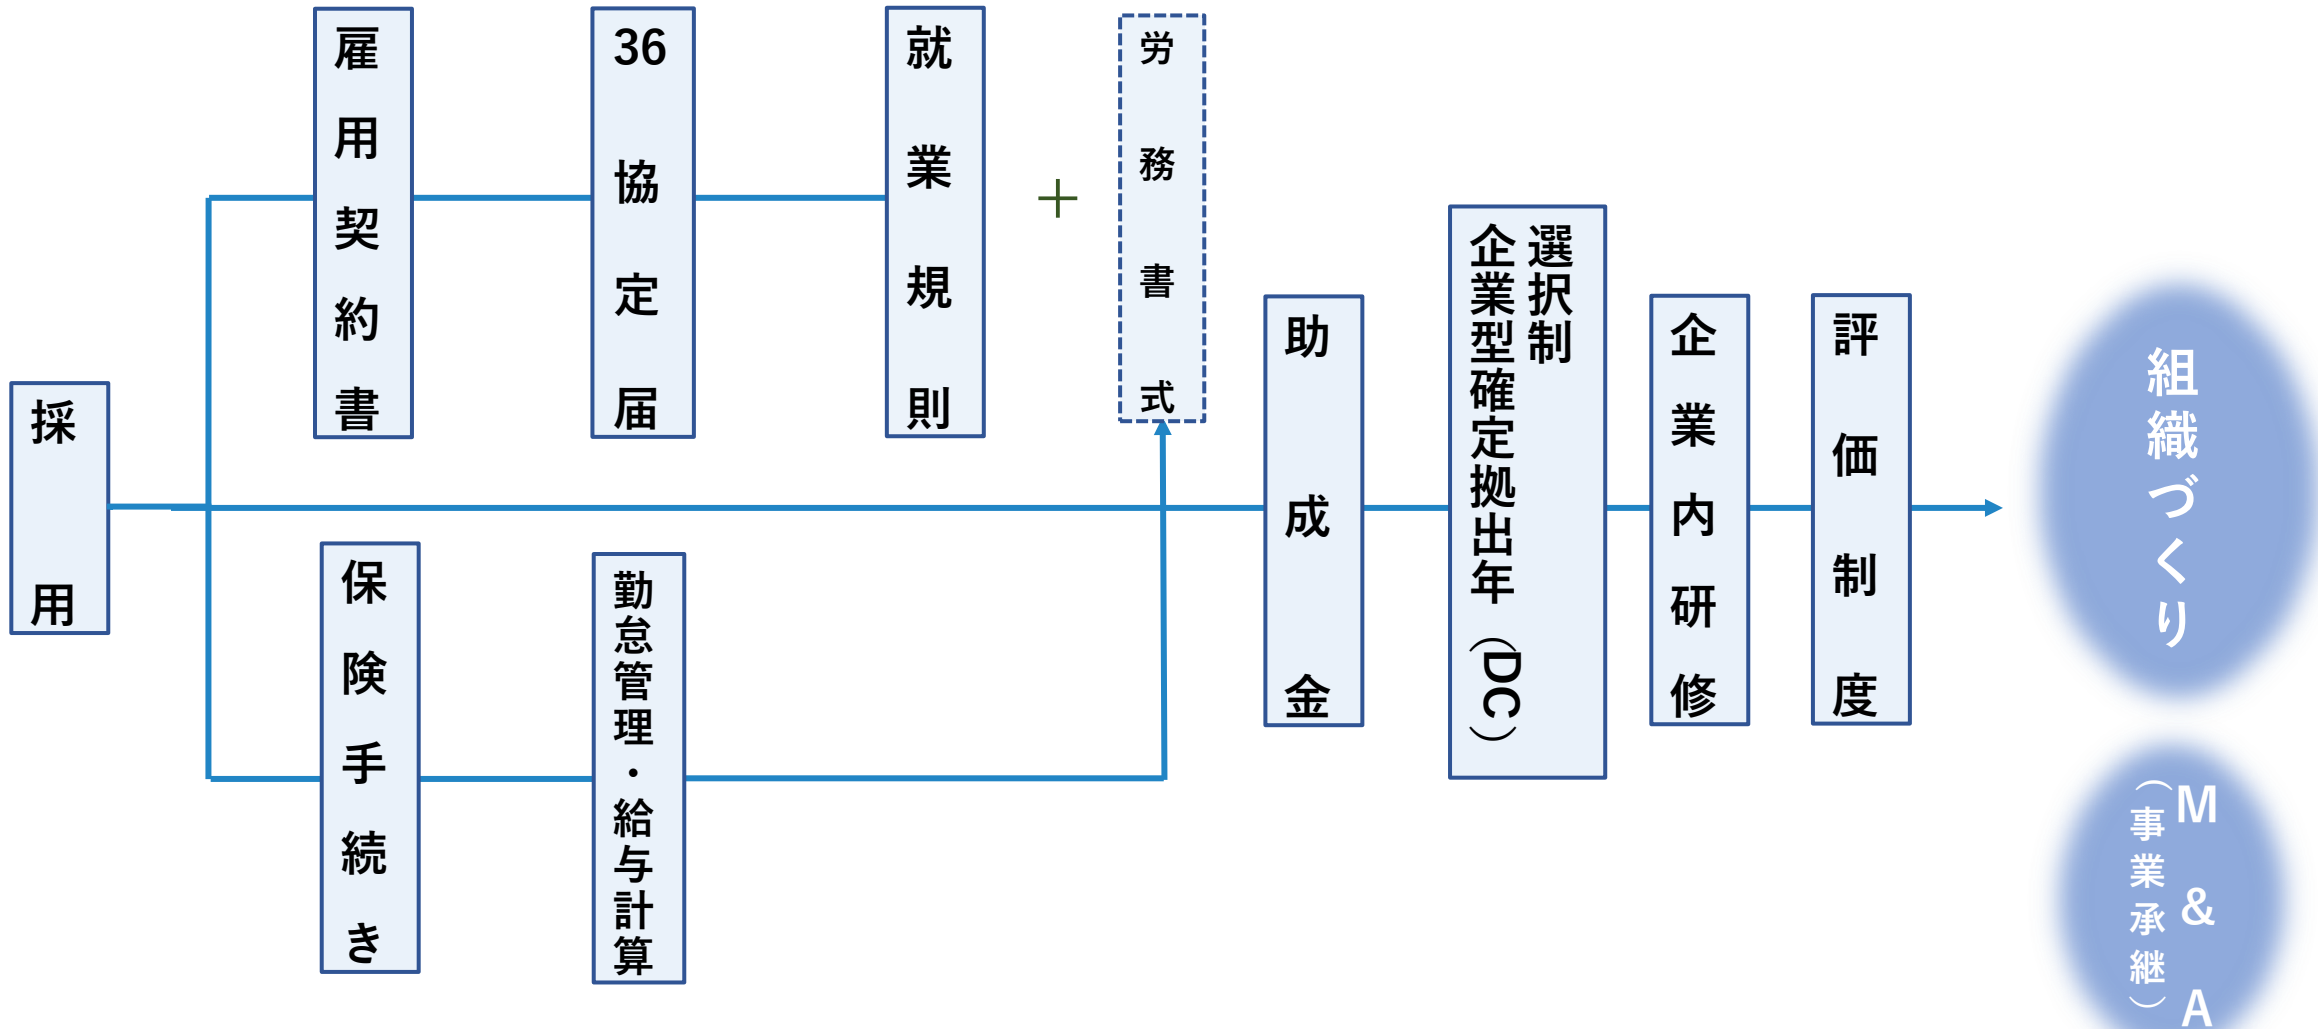 採用
雇用契約書
36協定届
就業規則
＋
労務書式
保険手続き
勤怠管理・給与計算
助成金
選択制
企業型確定拠出年（DC）
企業内研修
評価制度
組織づくり
M&A
（事業承継）